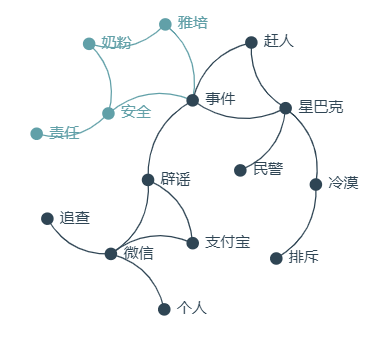 雅培
奶粉
赶人
事件
星巴克
安全
责任
民警
辟谣
冷漠
追查
支付宝
微信
排斥
个人